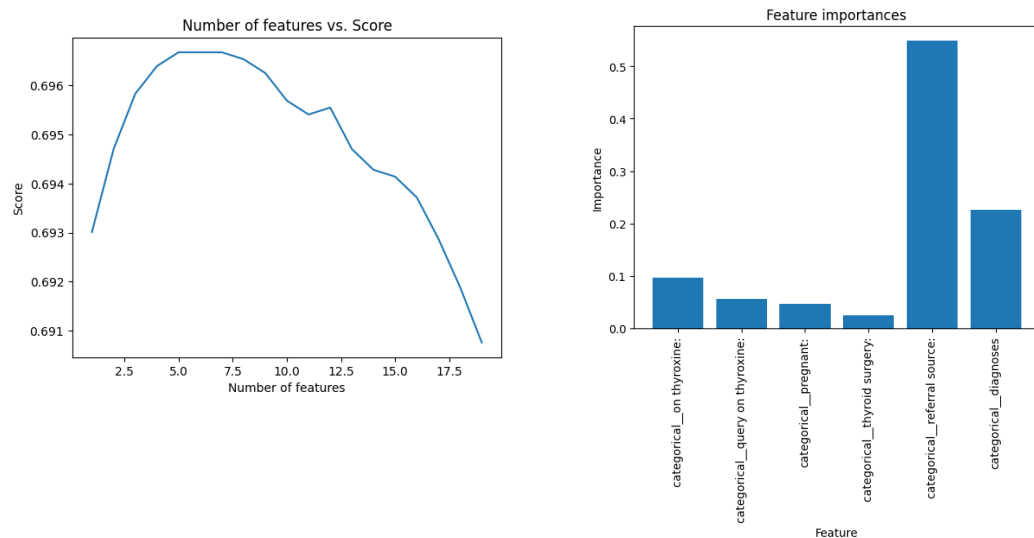 Number of features vs. Score
Score
0.696
0.695
0.694
0.693
0.692
0.691
2.5 5.0 7.5 10.0 12.5 15.0 17.5
Number of features
Feature importances
Importance
0.5
0.4
0.3
0.2
0.1
0.0
categorical__on thyroxine:
categorical__query on thyroxine:
categorical__pregnant:
categorical__thyroid surgery:
categorical__referral source:
categorical__diagnoses
Feature